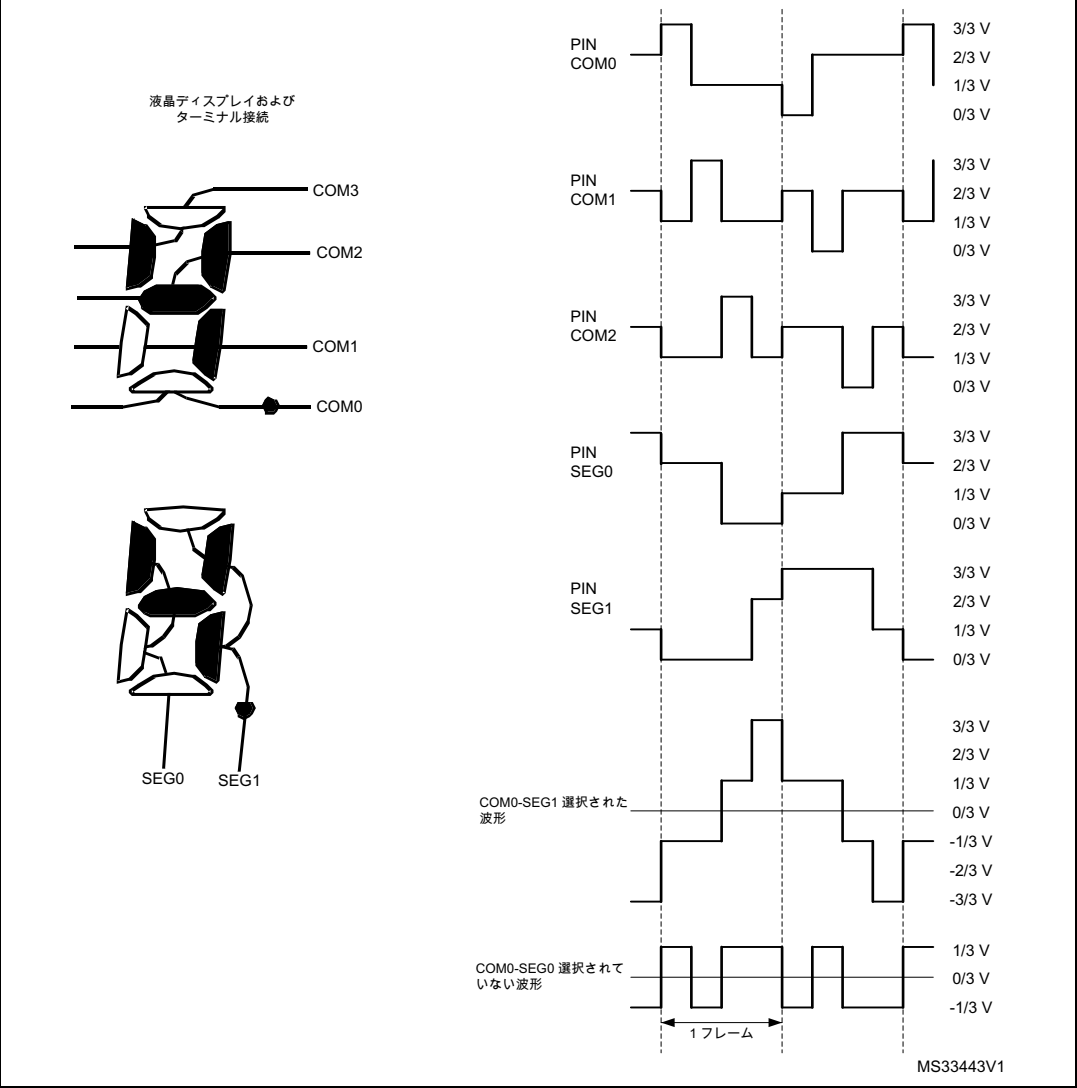 液晶ディスプレイおよび
ターミナル接続
COM3
COM2
COM1
COM0
SEG0
SEG1
PIN
COM0
3/3 V
2/3 V
1/3 V
0/3 V
PIN
COM1
3/3 V
2/3 V
1/3 V
0/3 V
PIN
COM2
3/3 V
2/3 V
1/3 V
0/3 V
PIN
SEG0
3/3 V
2/3 V
1/3 V
0/3 V
PIN
SEG1
3/3 V
2/3 V
1/3 V
0/3 V
COM0-SEG1 選択された
波形
3/3 V
2/3 V
1/3 V
0/3 V
-1/3 V
-2/3 V
-3/3 V
COM0-SEG0 選択されて
いない波形
1/3 V
0/3 V
-1/3 V
1 フレーム
MS33443V1